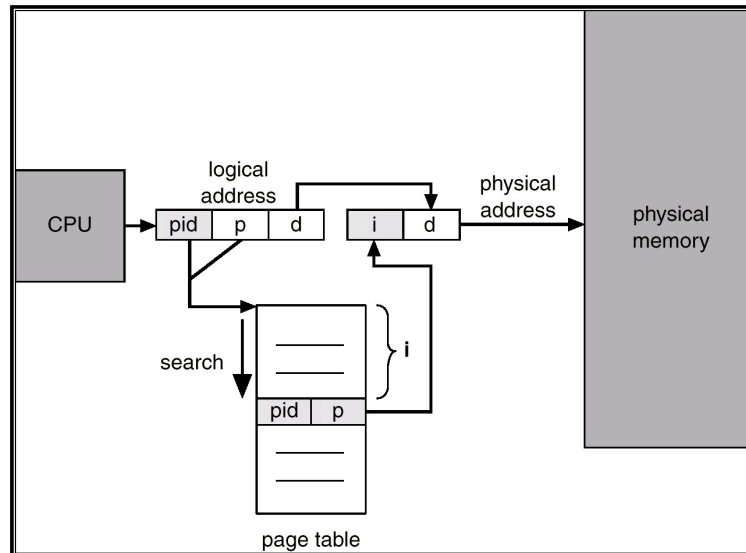 logical
address
physical
address
CPU
pid p d
i d
physical
memory
search
i
pid p
page table